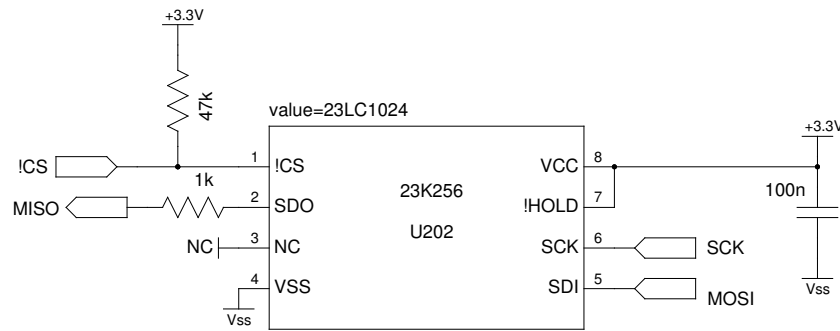 +3.3V
47k
value=23LC1024
+3.3V
!CS
1
!CS
VCC
8
1k
23K256
100n
MISO
2
SDO
!HOLD
7
U202
NC
3
NC
SCK
6
SCK
4
VSS
SDI
5
MOSI
Vss
Vss